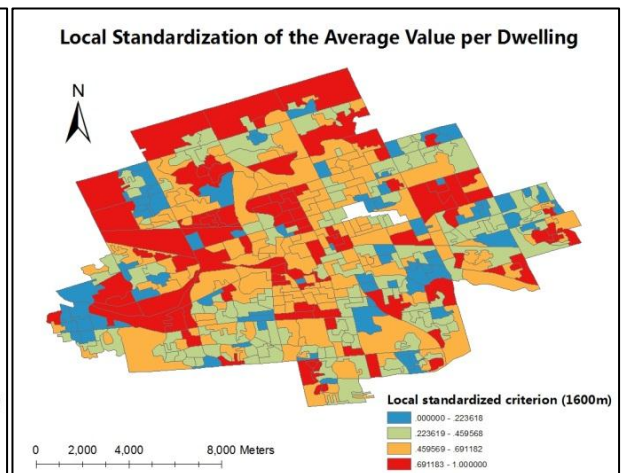 Local Standardization of the Average Value per Dwelling
N
Local standardized criterion (1600m)
.000000 - .223618
.223619 - .459568
.459569 - .691182
.691183 - 1.000000
0 2,000 4,000 8,000 Meters